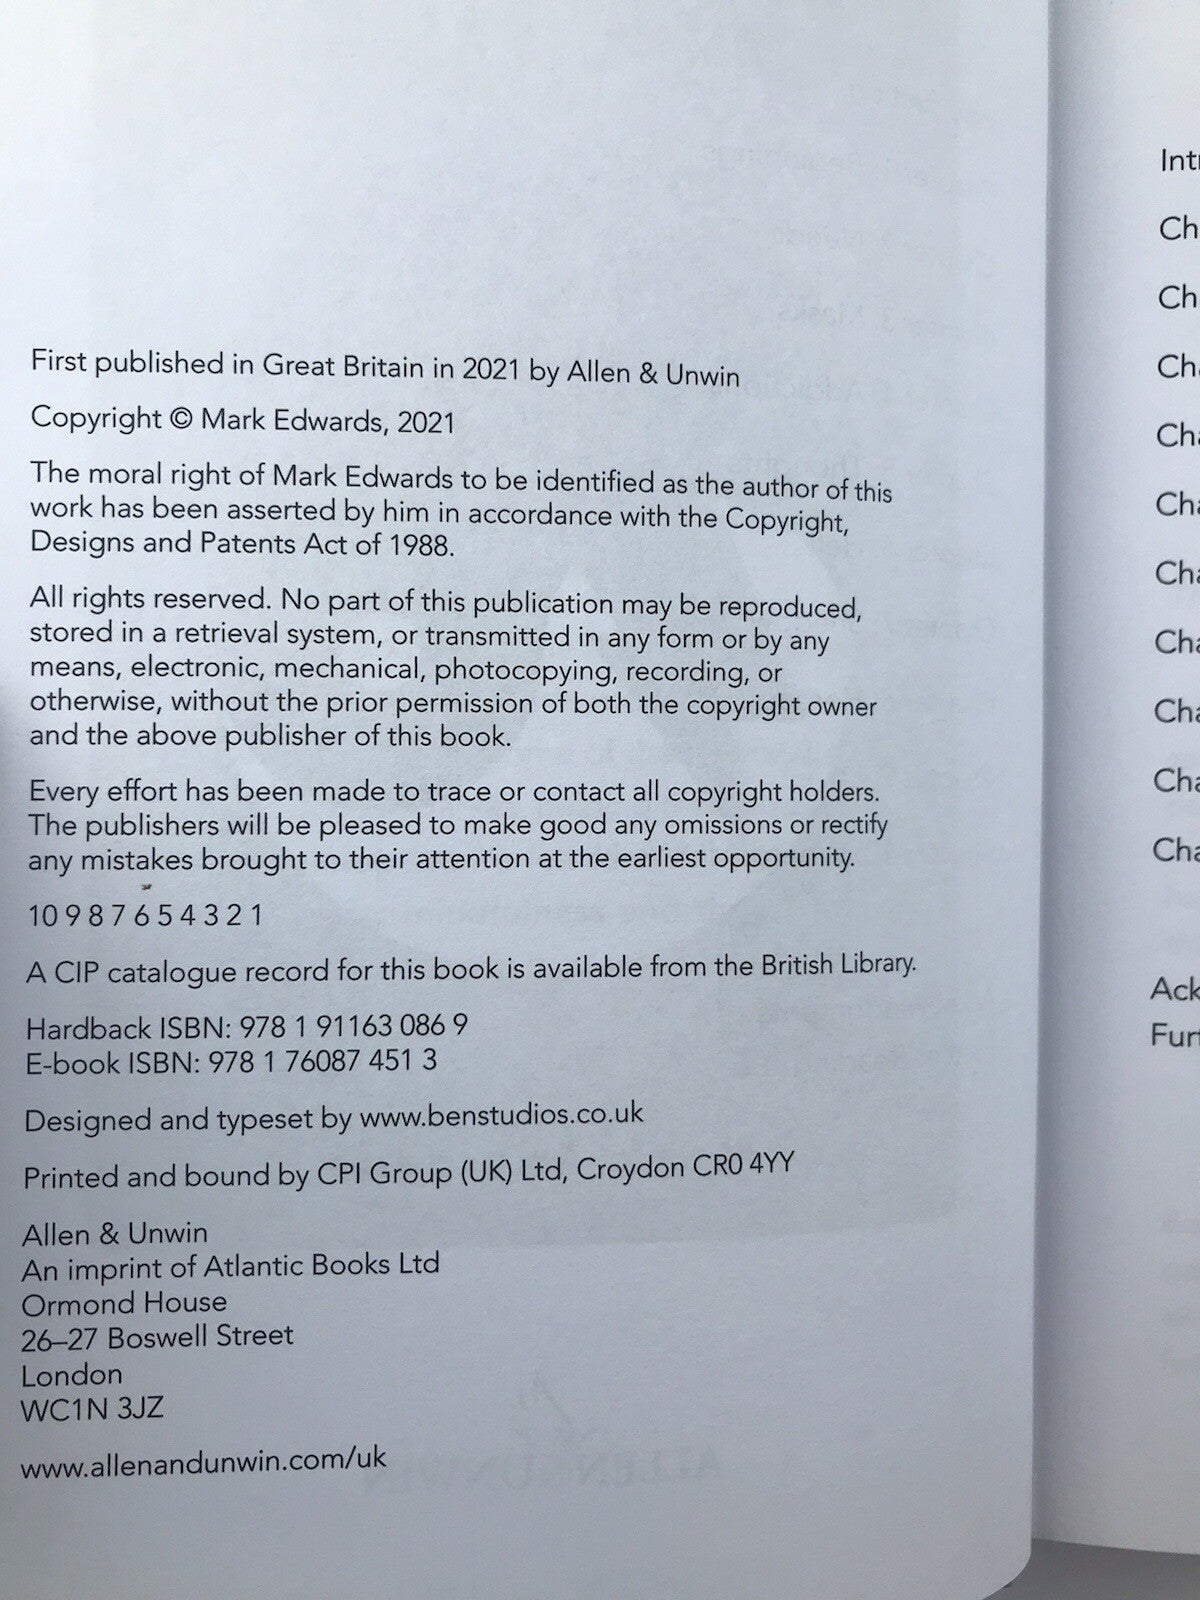 First published in Great Britain in 2021 by Allen & Unwin
Copyright © Mark Edwards, 2021
The moral right of Mark Edwards to be identified as the author of this
work has been asserted by him in accordance with the Copyright,
Designs and Patents Act of 1988.
All rights reserved. No part of this publication may be reproduced,
stored in a retrieval system, or transmitted in any form or by any
means, electronic, mechanical, photocopying, recording, or
otherwise, without the prior permission of both the copyright owner
and the above publisher of this book.
Every effort has been made to trace or contact all copyright holders.
The publishers will be pleased to make good any omissions or rectify
any mistakes brought to their attention at the earliest opportunity.
10 9 8 7 6 5 4 3 2 1
A CIP catalogue record for this book is available from the British Library.
Hardback ISBN: 978 1 91163 086 9
E-book ISBN: 978 1 76087 451 3
Designed and typeset by www.benstudios.co.uk
Printed and bound by CPI Group (UK) Ltd, Croydon CR0 4YY
Allen & Unwin
An imprint of Atlantic Books Ltd
Ormond House
26–27 Boswell Street
London
WC1N 3JZ
www.allenandunwin.com/uk